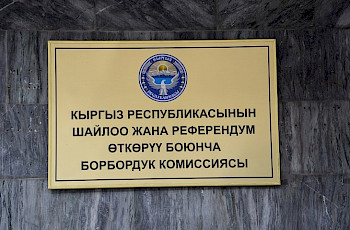 КЫРГЫЗ РЕСПУБЛИКАСЫНЫН
ШАЙЛОО ЖАНА РЕФЕРЕНДУМ
ӨТКӨРҮҮ БОЮНЧА
БОРБОРДУК КОМИССИЯСЫ